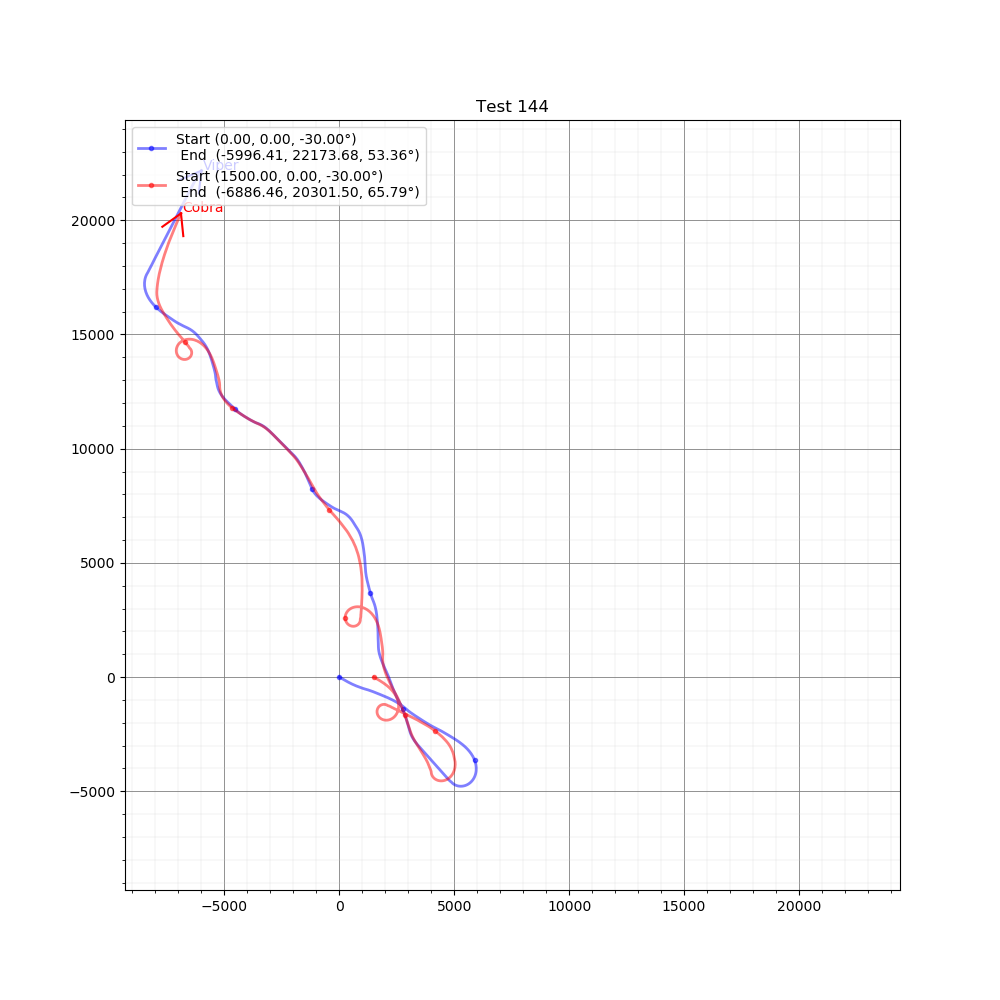 Test 144
Start (0.00, 0.00, -30.00°)
End (-5996.41, 22173.68, 53.36°)
Start (1500.00, 0.00, -30.00°)
End (-6886.46, 20301.50, 65.79°)
Viper
Cobra
20000
15000
10000
5000
0
−5000
−5000
0
5000
10000
15000
20000